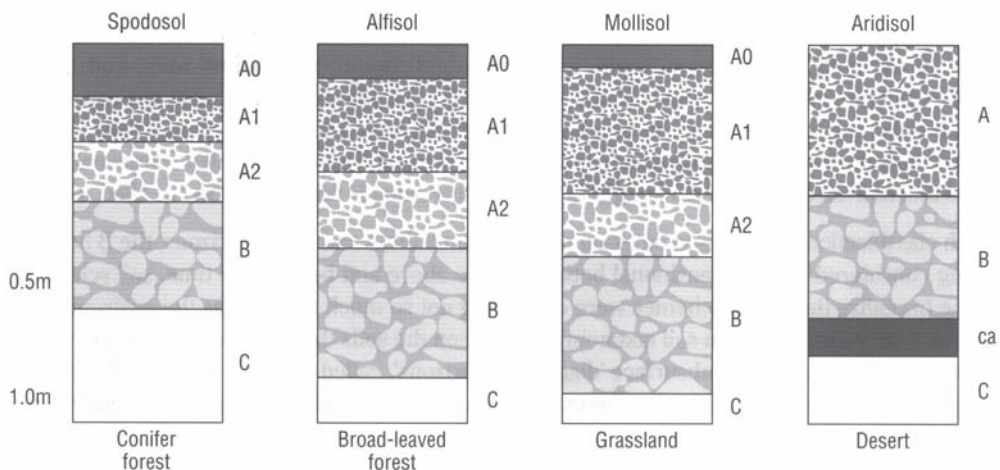 Spodosol
A0
A1
A2
B
C
Conifer
forest
Alfisol
A0
A1
A2
B
C
Broad-leaved
forest
Mollisol
A0
A1
A2
B
C
Grassland
Aridisol
A
B
ca
C
Desert
0.5m
1.0m